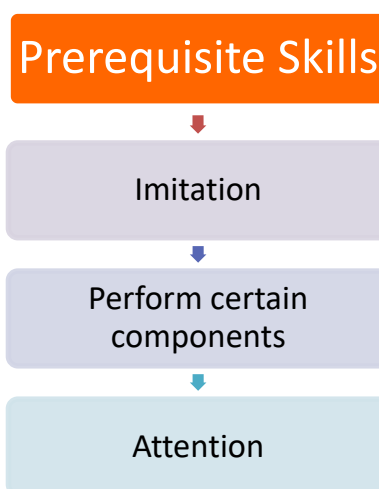 Prerequisite Skills
Imitation
Perform certain
components
Attention